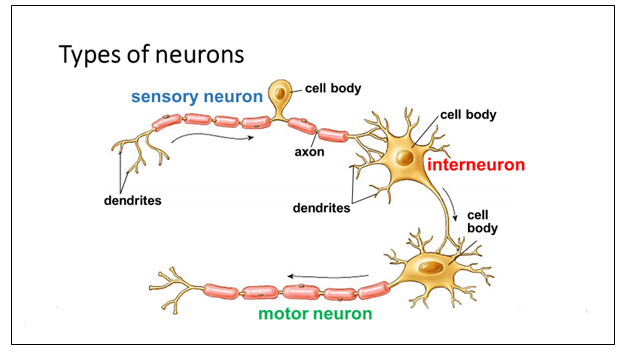 Types of neurons
sensory neuron
cell body
cell body
axon
interneuron
dendrites
dendrites
cell
body
motor neuron